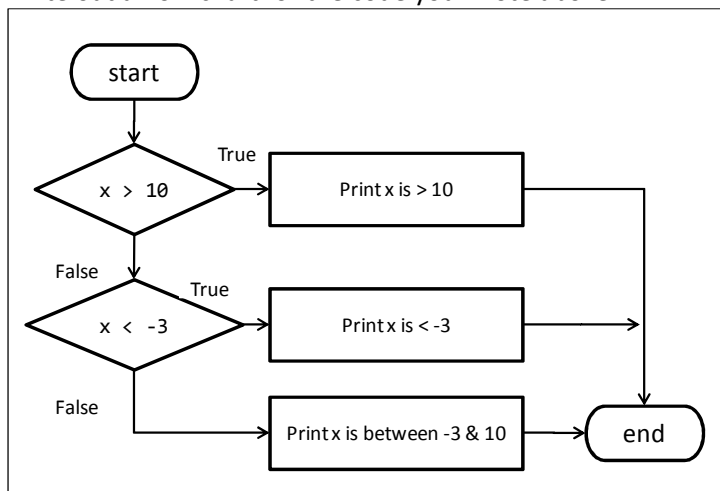 start
True
x > 10
Print x is > 10
False
True
x < -3
Print x is < -3
False
Print x is between -3 & 10
end